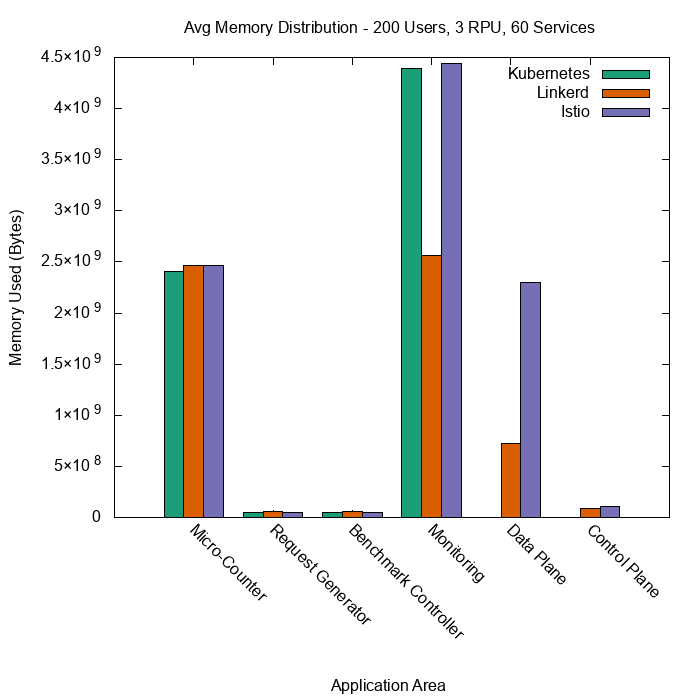 Avg Memory Distribution - 200 Users, 3 RPU, 60 Services
4.5×10⁹
4×10⁹
3.5×10⁹
3×10⁹
2.5×10⁹
2×10⁹
1.5×10⁹
1×10⁹
5×10⁸
0
Memory Used (Bytes)
Kubernetes
Linkerd
Istio
Micro-Counter
Request Generator
Benchmark Controller
Monitoring
Data Plane
Control Plane
Application Area